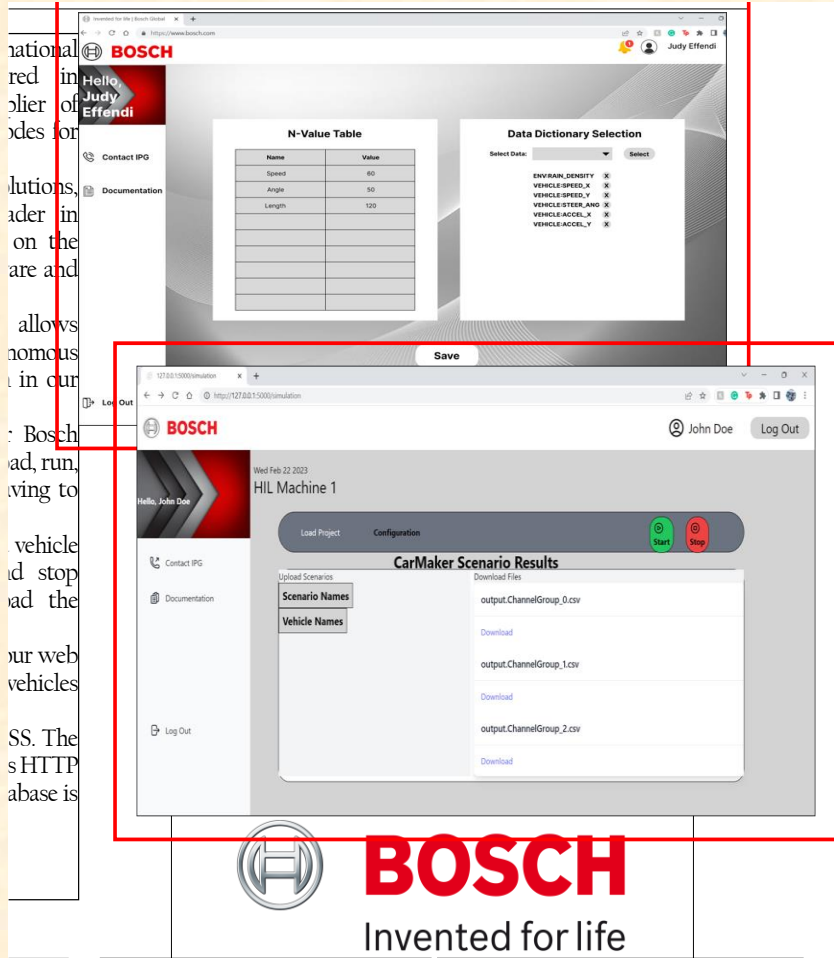 national
red in
plier of
odes for
olutions,
ader in
on the
are and
allows
nomous
in our
r Bosch
oad, run,
ving to
vehicle
nd stop
oad the
our web
vehicles
SS. The
s HTTP
abase is
Invented for life | Bosch Global
https://www.bosch.com
BOSCH
Judy Effendi
Hello,
Judy
Effendi
Contact IPG
Documentation
Log Out
N-Value Table
Name Value
Speed 60
Angle 50
Length 120
Data Dictionary Selection
Select Data: Select
ENV:RAIN_DENSITY X
VEHICLE:SPEED_X X
VEHICLE:SPEED_Y X
VEHICLE:STEER_ANG X
VEHICLE:ACCEL_X X
VEHICLE:ACCEL_Y X
Save
127.0.0.1:5000/simulation
http://127.0.0.1:5000/simulation
BOSCH
John Doe Log Out
Hello, John Doe
Contact IPG
Documentation
Log Out
Wed Feb 22 2023
HIL Machine 1
Load Project Configuration Start Stop
CarMaker Scenario Results
Upload Scenarios
Scenario Names
Vehicle Names
Download Files
output.ChannelGroup_0.csv
Download
output.ChannelGroup_1.csv
Download
output.ChannelGroup_2.csv
Download
BOSCH
Invented for life